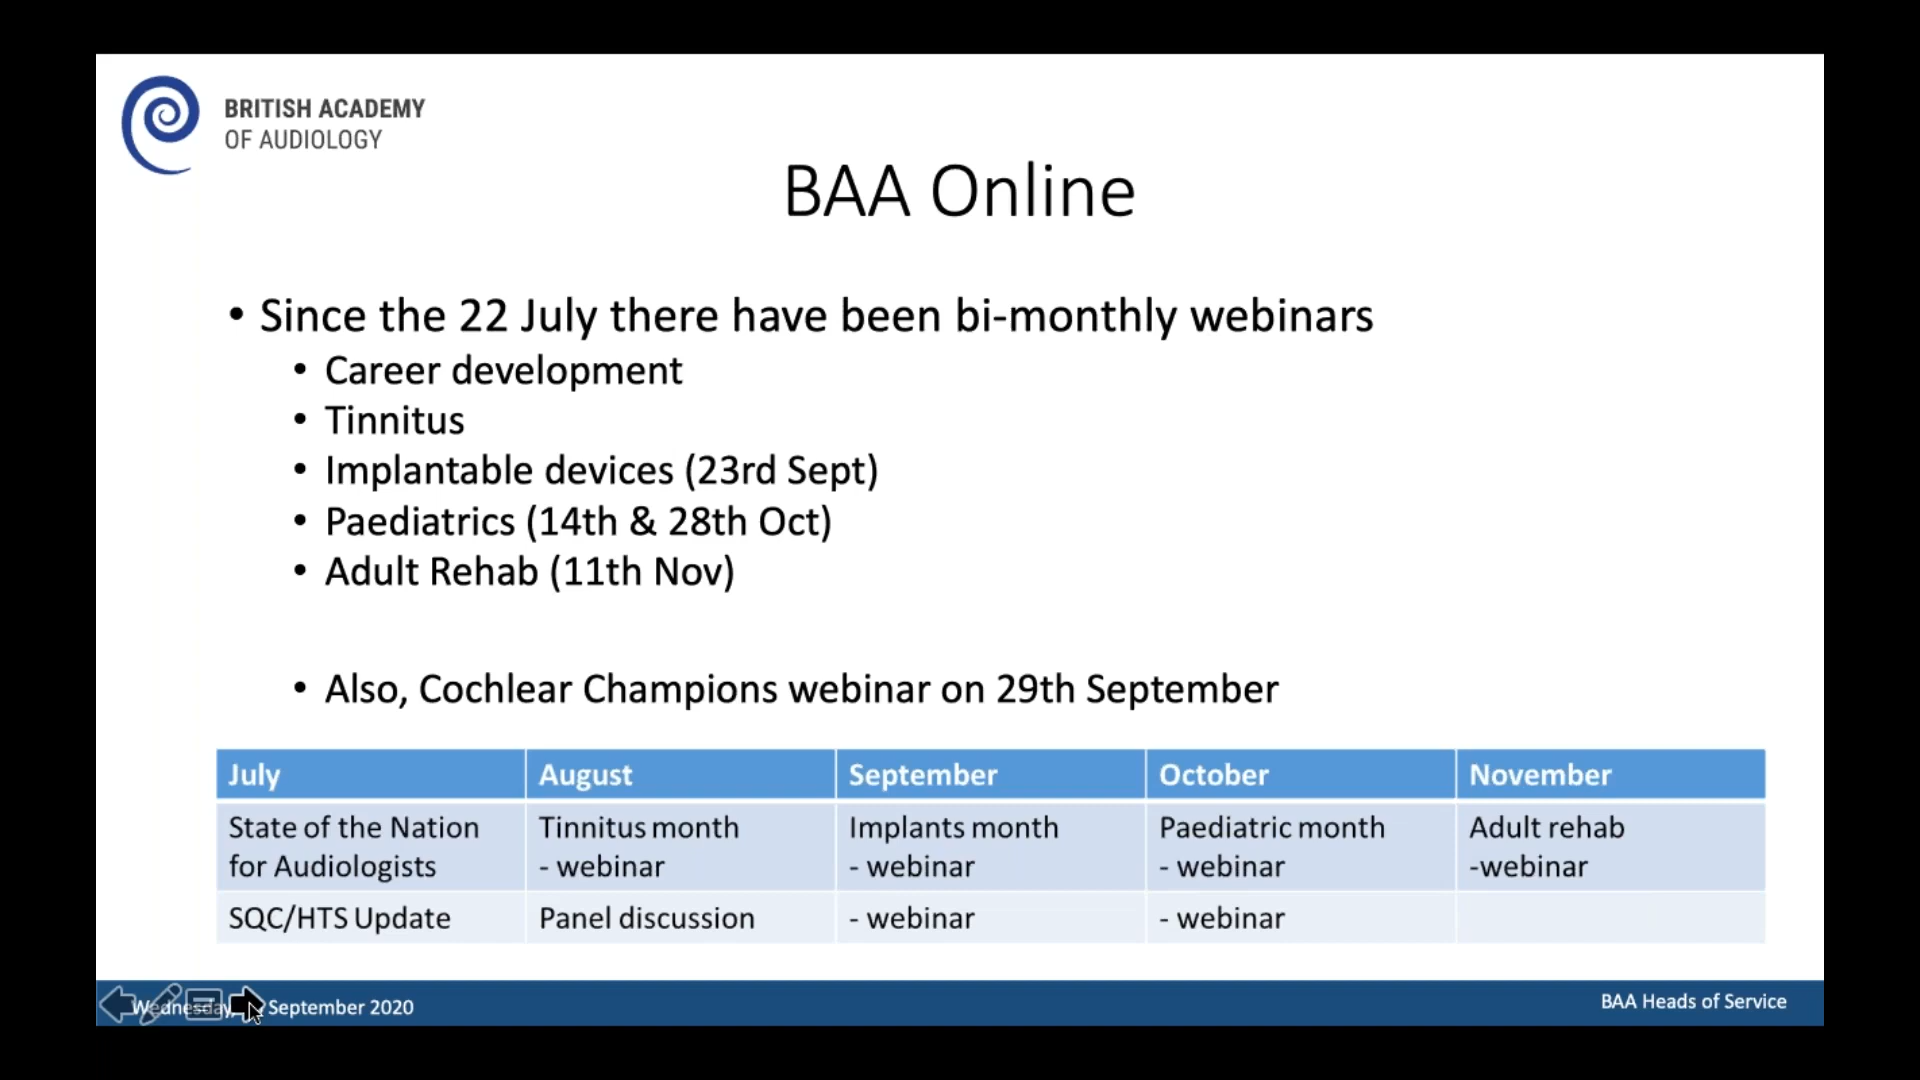 BRITISH ACADEMY
OF AUDIOLOGY
BAA Online
• Since the 22 July there have been bi-monthly webinars
• Career development
• Tinnitus
• Implantable devices (23rd Sept)
• Paediatrics (14th & 28th Oct)
• Adult Rehab (11th Nov)
• Also, Cochlear Champions webinar on 29th September
July August September October November
State of the Nation Tinnitus month Implants month Paediatric month Adult rehab
for Audiologists - webinar - webinar - webinar -webinar
SQC/HTS Update Panel discussion - webinar - webinar
Wednesday, September 2020
BAA Heads of Service